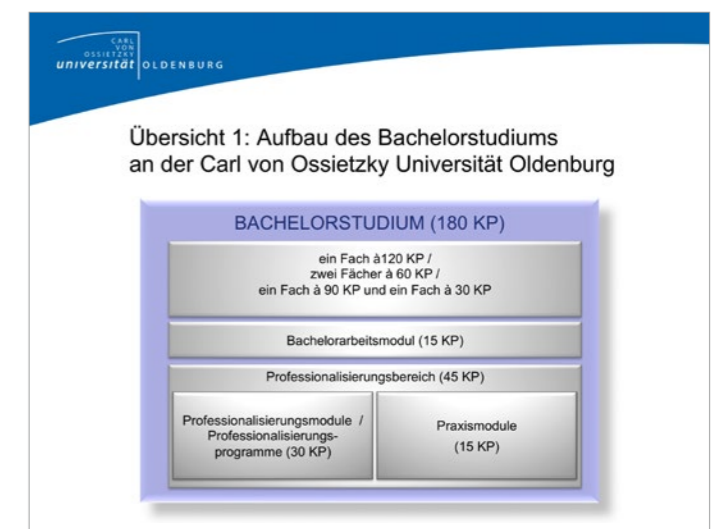 CARL
VON
OSSIETZKY
universität OLDENBURG
Übersicht 1: Aufbau des Bachelorstudiums
an der Carl von Ossietzky Universität Oldenburg
BACHELORSTUDIUM (180 KP)
ein Fach à120 KP /
zwei Fächer à 60 KP /
ein Fach à 90 KP und ein Fach à 30 KP
Bachelorarbeitsmodul (15 KP)
Professionalisierungsbereich (45 KP)
Professionalisierungsmodule /
Professionalisierungs-
programme (30 KP)
Praxismodule
(15 KP)